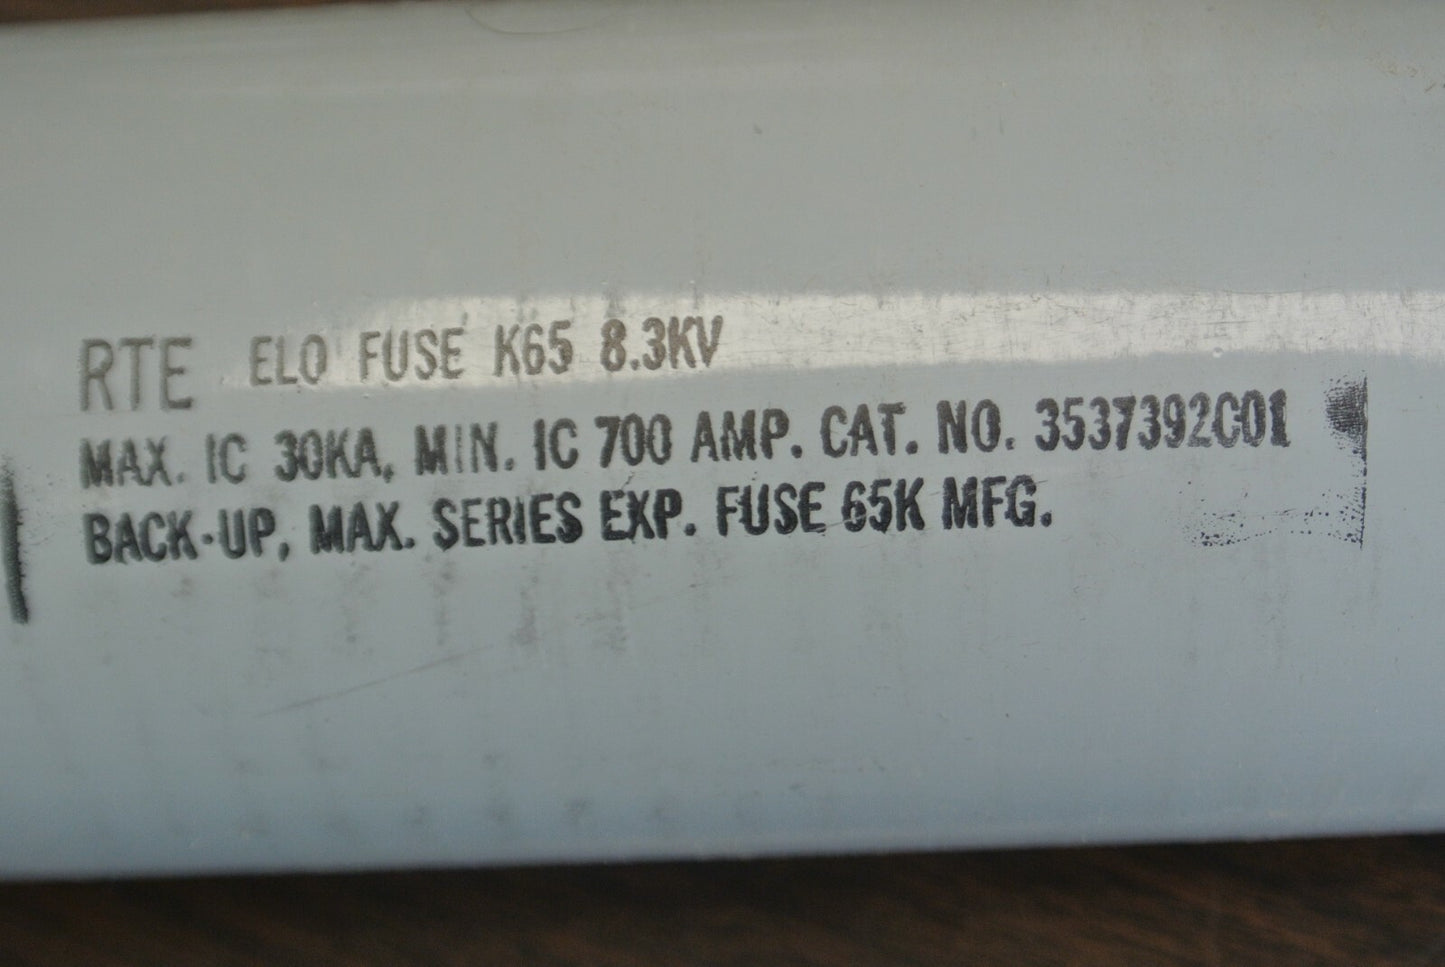 RTE ELO FUSE K65 8.3KV
MAX. IC 30KA, MIN. IC 700 AMP. CAT. NO. 3537392C01
BACK-UP, MAX. SERIES EXP. FUSE 65K MFG.